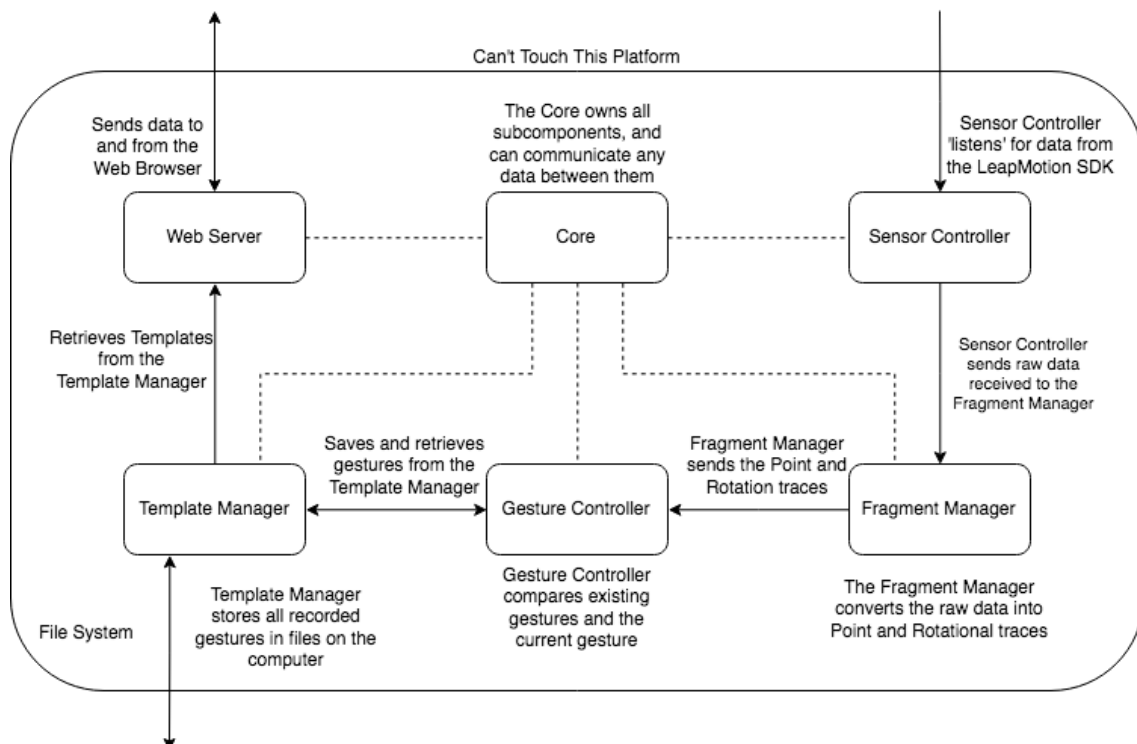 Can't Touch This Platform
Sends data to
and from the
Web Browser
The Core owns all
subcomponents, and
can communicate any
data between them
Sensor Controller
'listens' for data from
the LeapMotion SDK
Web Server
Core
Sensor Controller
Retrieves Templates
from the
Template Manager
Sensor Controller
sends raw data
received to the
Fragment Manager
Saves and retrieves
gestures from the
Template Manager
Fragment Manager
sends the Point and
Rotation traces
Template Manager
Gesture Controller
Fragment Manager
File System
Template Manager
stores all recorded
gestures in files on the
computer
Gesture Controller
compares existing
gestures and the
current gesture
The Fragment Manager
converts the raw data into
Point and Rotational traces